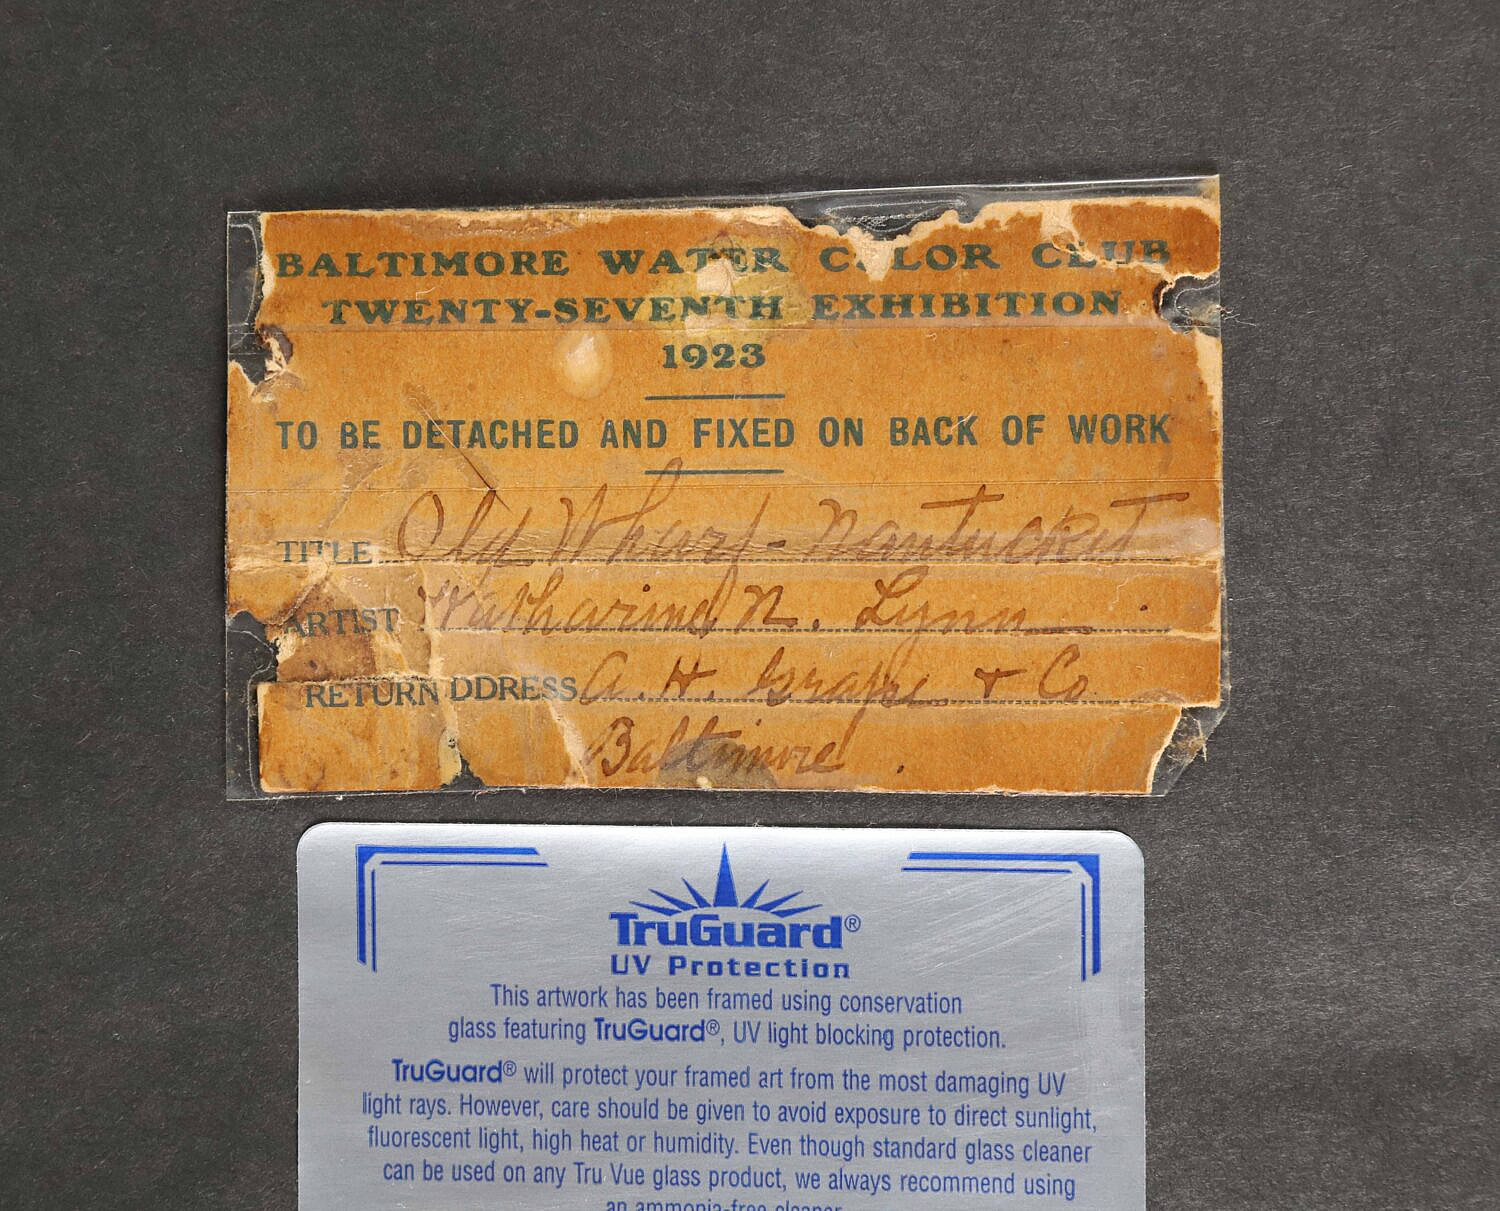 BALTIMORE WATER COLOR CLUB
TWENTY-SEVENTH EXHIBITION
1923
TO BE DETACHED AND FIXED ON BACK OF WORK
TITLE Old Wharf - Nantucket
ARTIST Katharine N. Lynn
RETURN DDRESS A. H. Grape & Co
Baltimore.
TruGuard®
UV Protection
This artwork has been framed using conservation
glass featuring TruGuard®, UV light blocking protection.
TruGuard® will protect your framed art from the most damaging UV
light rays. However, care should be given to avoid exposure to direct sunlight,
fluorescent light, high heat or humidity. Even though standard glass cleaner
can be used on any Tru Vue glass product, we always recommend using
an ammonia-free cleaner.